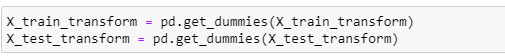 X_train_transform = pd.get_dummies(X_train_transform)
X_test_transform = pd.get_dummies(X_test_transform)